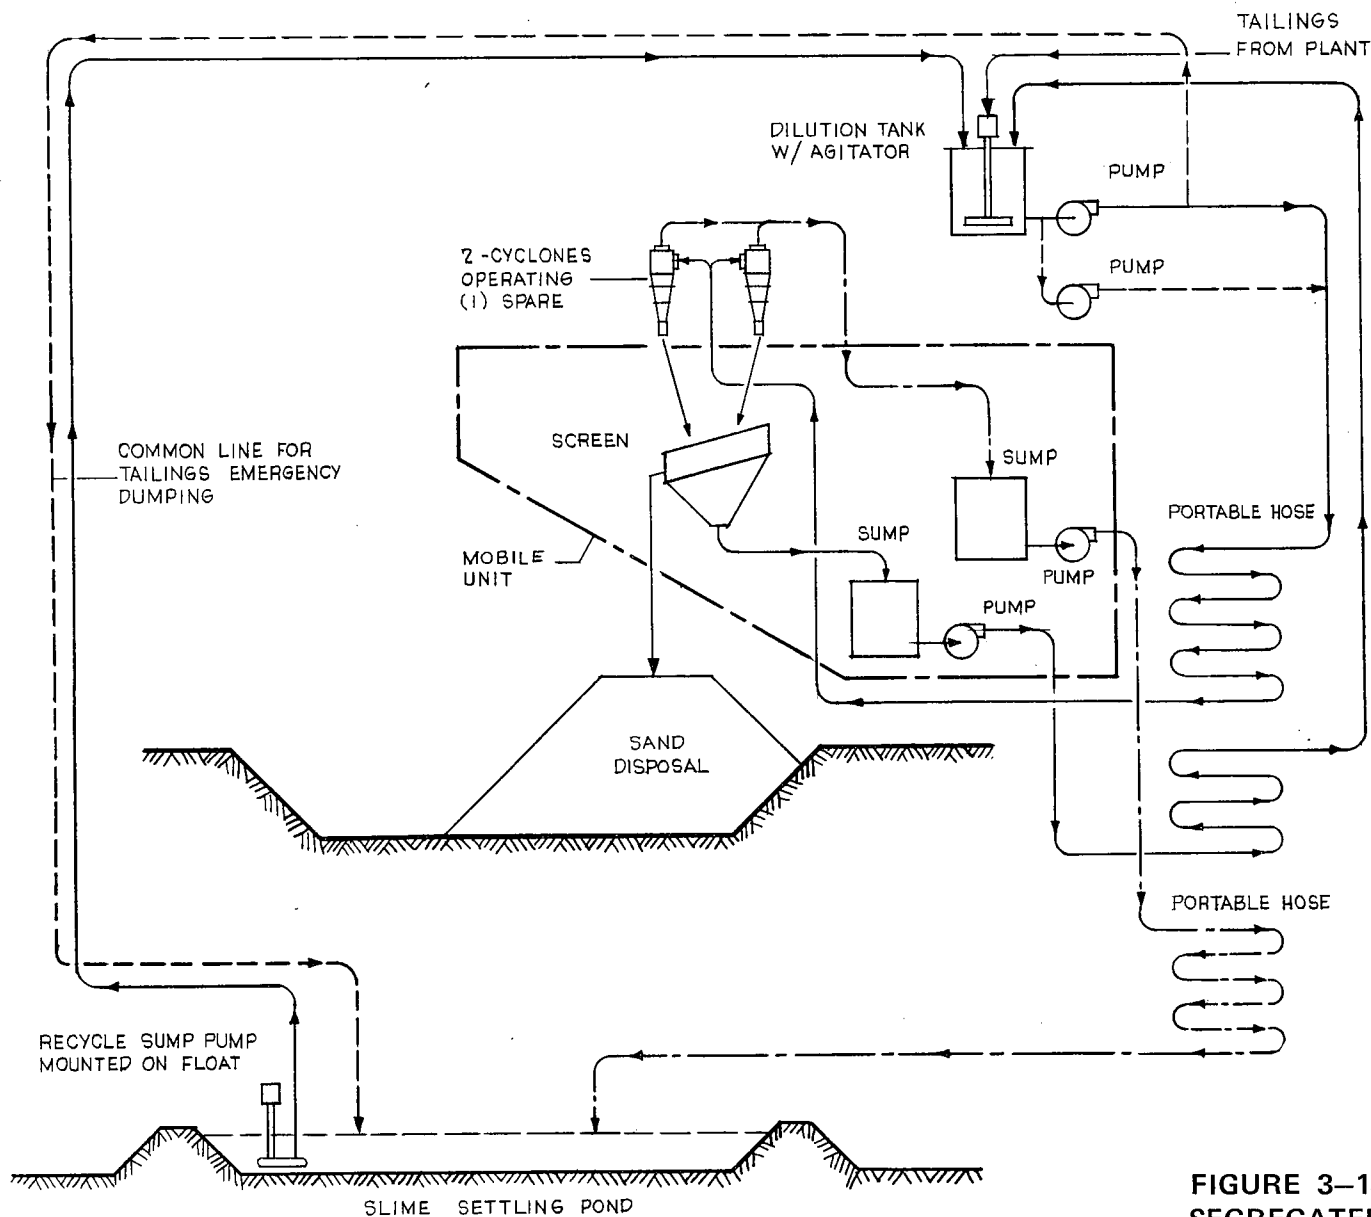 TAILINGS
FROM PLANT
DILUTION TANK
W/ AGITATOR
PUMP
PUMP
2-CYCLONES
OPERATING
(1) SPARE
SCREEN
COMMON LINE FOR
TAILINGS EMERGENCY
DUMPING
SUMP
PORTABLE HOSE
SUMP
MOBILE
UNIT
PUMP
PUMP
SAND
DISPOSAL
PORTABLE HOSE
RECYCLE SUMP PUMP
MOUNTED ON FLOAT
SLIME SETTLING POND
FIGURE 3–1